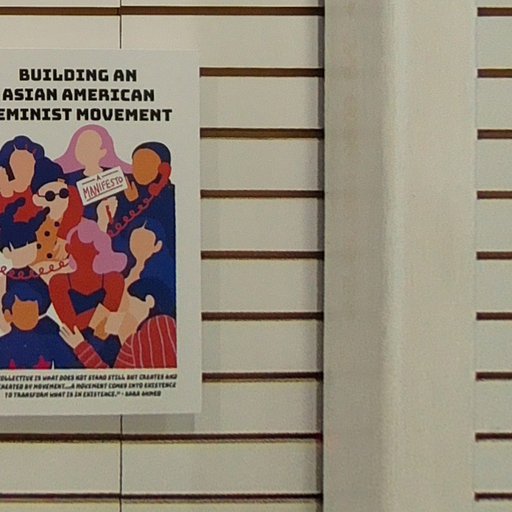 BUILDING AN
ASIAN AMERICAN
EMINIST MOVEMENT
A
MANIFESTO
COLLECTIVE IS WHAT DOES NOT STAND STILL BUT CREATES AND
CREATED BY MOVEMENT...A MOVEMENT COMES INTO EXISTENCE
TO TRANSFORM WHAT IS IN EXISTENCE." - SARA AHMED